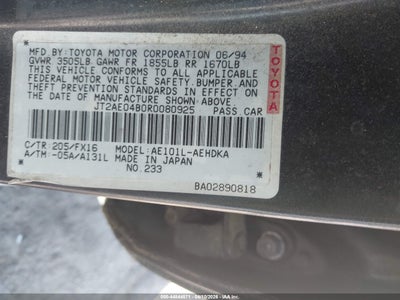 MFD.BY:TOYOTA MOTOR CORPORATION 06/94
GVWR 3505LB GAWR FR 1855LB RR 1670LB
THIS VEHICLE CONFORMS TO ALL APPLICABLE
FEDERAL MOTOR VEHICLE SAFETY,BUMPER,AND
THEFT PREVENTION STANDARDS IN EFFECT ON
THE DATE OF MANUFACTURE SHOWN ABOVE.
JT2AE04B0R0080925 PASS.CAR
TOYOTA
C/TR:205/FX16 MODEL:AE101L-AEHDKA
A/TM:-05A/A131L MADE IN JAPAN
NO.233
BA02890818